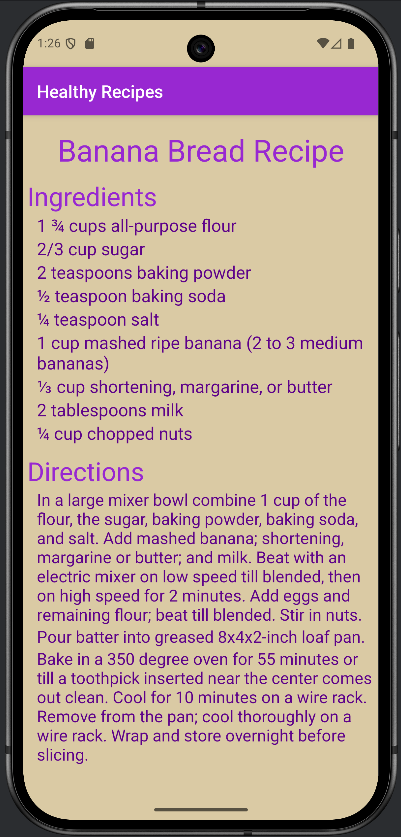 1:26
Healthy Recipes
Banana Bread Recipe
Ingredients
1 ¾ cups all-purpose flour
2/3 cup sugar
2 teaspoons baking powder
½ teaspoon baking soda
¼ teaspoon salt
1 cup mashed ripe banana (2 to 3 medium
bananas)
⅓ cup shortening, margarine, or butter
2 tablespoons milk
¼ cup chopped nuts
Directions
In a large mixer bowl combine 1 cup of the
flour, the sugar, baking powder, baking soda,
and salt. Add mashed banana; shortening,
margarine or butter; and milk. Beat with an
electric mixer on low speed till blended, then
on high speed for 2 minutes. Add eggs and
remaining flour; beat till blended. Stir in nuts.
Pour batter into greased 8x4x2-inch loaf pan.
Bake in a 350 degree oven for 55 minutes or
till a toothpick inserted near the center comes
out clean. Cool for 10 minutes on a wire rack.
Remove from the pan; cool thoroughly on a
wire rack. Wrap and store overnight before
slicing.